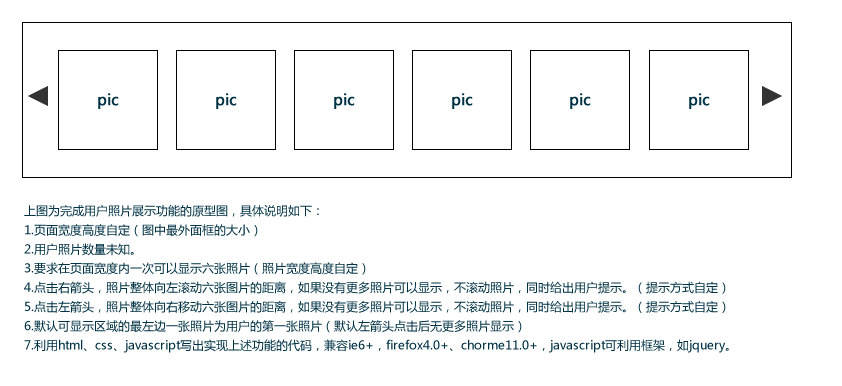 pic
pic
pic
pic
pic
pic
上图为完成用户照片展示功能的原型图，具体说明如下：
1.页面宽度高度自定（图中最外面框的大小）
2.用户照片数量未知。
3.要求在页面宽度内一次可以显示六张照片（照片宽度高度自定）
4.点击右箭头，照片整体向左滚动六张图片的距离，如果没有更多照片可以显示，不滚动照片，同时给出用户提示。（提示方式自定）
5.点击左箭头，照片整体向右移动六张图片的距离，如果没有更多照片可以显示，不滚动照片，同时给出用户提示。（提示方式自定）
6.默认可显示区域的最左边一张照片为用户的第一张照片（默认左箭头点击后无更多照片显示）
7.利用html、css、javascript写出实现上述功能的代码，兼容ie6+，firefox4.0+、chorme11.0+，javascript可利用框架，如jquery。